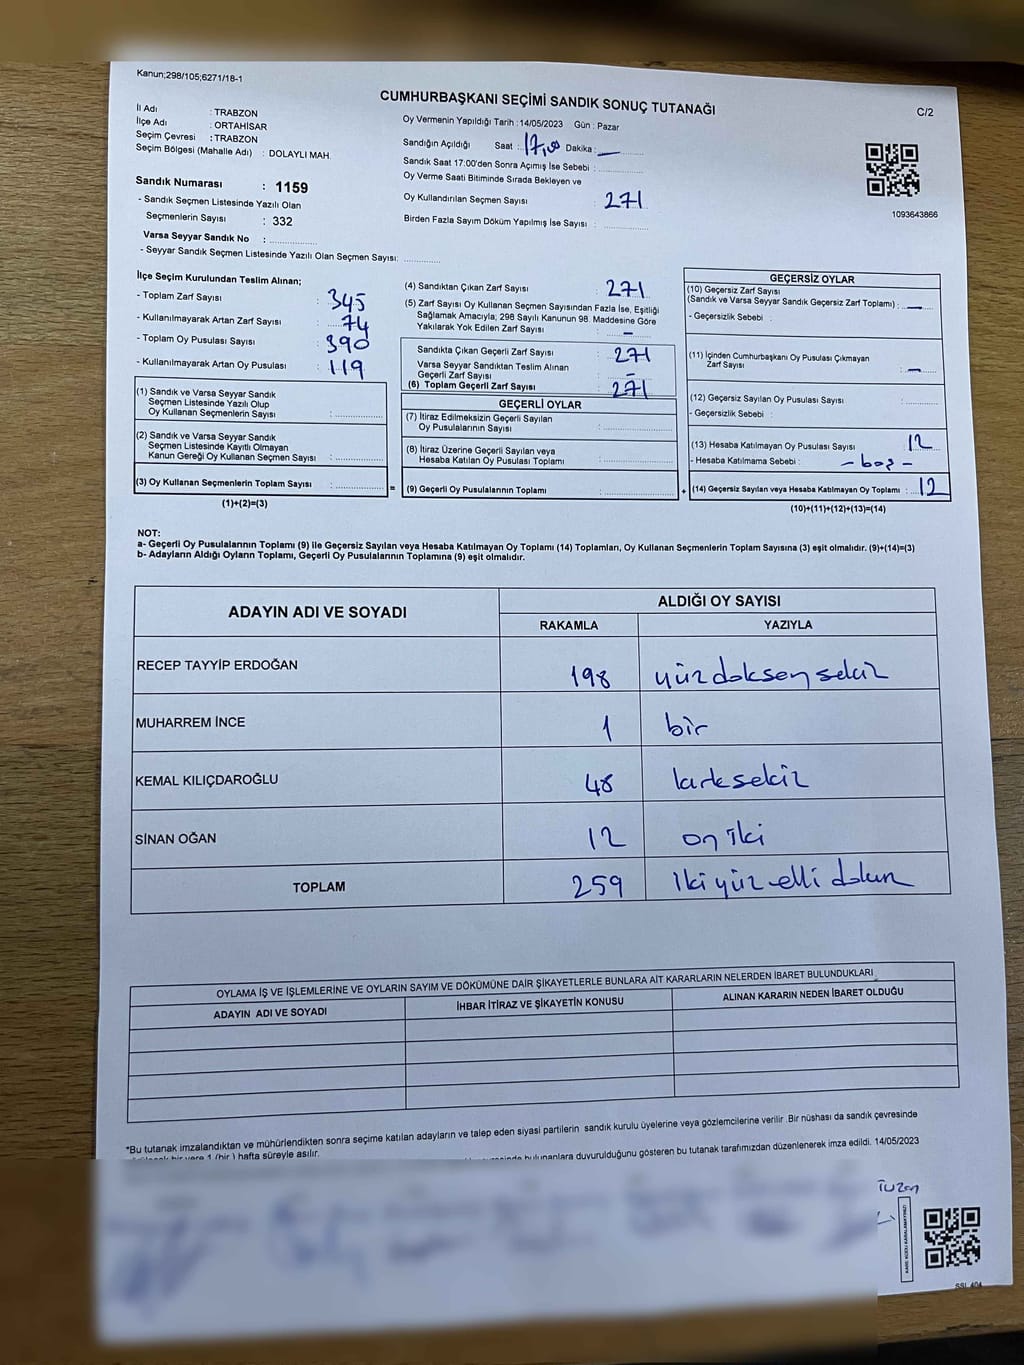 Kanun;298/105;6271/18-1
CUMHURBAŞKANI SEÇİMİ SANDIK SONUÇ TUTANAĞI
C/2
İl Adı : TRABZON
İlçe Adı : ORTAHİSAR
Seçim Çevresi : TRABZON
Seçim Bölgesi (Mahalle Adı) : DOLAYLI MAH.
Sandık Numarası : 1159
- Sandık Seçmen Listesinde Yazılı Olan
Seçmenlerin Sayısı : 332
Varsa Seyyar Sandık No :
- Seyyar Sandık Seçmen Listesinde Yazılı Olan Seçmen Sayısı:
Oy Vermenin Yapıldığı Tarih :14/05/2023 Gün : Pazar
Sandığın Açıldığı Saat : 17,00 Dakika: —
Sandık Saat 17:00'den Sonra Açımış İse Sebebi :
Oy Verme Saati Bitiminde Sırada Bekleyen ve
Oy Kullandırılan Seçmen Sayısı : 271
Birden Fazla Sayım Döküm Yapılmış İse Sayısı :
1093643866
İlçe Seçim Kurulundan Teslim Alınan;
- Toplam Zarf Sayısı : 345
- Kullanılmayarak Artan Zarf Sayısı : 74
- Toplam Oy Pusulası Sayısı : 390
- Kullanılmayarak Artan Oy Pusulası : 119
(1) Sandık ve Varsa Seyyar Sandık
Seçmen Listesinde Yazılı Olup
Oy Kullanan Seçmenlerin Sayısı :
(2) Sandık ve Varsa Seyyar Sandık
Seçmen Listesinde Kayıtlı Olmayan
Kanun Gereği Oy Kullanan Seçmen Sayısı :
(3) Oy Kullanan Seçmenlerin Toplam Sayısı : =
(1)+(2)=(3)
(4) Sandıktan Çıkan Zarf Sayısı : 271
(5) Zarf Sayısı Oy Kullanan Seçmen Sayısından Fazla İse, Eşitliği
Sağlamak Amacıyla; 298 Sayılı Kanunun 98. Maddesine Göre
Yakılarak Yok Edilen Zarf Sayısı : –
Sandıkta Çıkan Geçerli Zarf Sayısı : 271
Varsa Seyyar Sandıktan Teslim Alınan
Geçerli Zarf Sayısı : –
(6) Toplam Geçerli Zarf Sayısı : 271
GEÇERLİ OYLAR
(7) İtiraz Edilmeksizin Geçerli Sayılan
Oy Pusulalarının Sayısı :
(8) İtiraz Üzerine Geçerli Sayılan veya
Hesaba Katılan Oy Pusulası Toplamı :
(9) Geçerli Oy Pusulalarının Toplamı : +
GEÇERSİZ OYLAR
(10) Geçersiz Zarf Sayısı
(Sandık ve Varsa Seyyar Sandık Geçersiz Zarf Toplamı) : —
- Geçersizlik Sebebi :
(11) İçinden Cumhurbaşkanı Oy Pusulası Çıkmayan
Zarf Sayısı : —
(12) Geçersiz Sayılan Oy Pusulası Sayısı :
- Geçersizlik Sebebi :
(13) Hesaba Katılmayan Oy Pusulası Sayısı : 12
- Hesaba Katılmama Sebebi : – boş –
(14) Geçersiz Sayılan veya Hesaba Katılmayan Oy Toplamı : 12
(10)+(11)+(12)+(13)=(14)
NOT:
a- Geçerli Oy Pusulalarının Toplamı (9) ile Geçersiz Sayılan veya Hesaba Katılmayan Oy Toplamı (14) Toplamları, Oy Kullanan Seçmenlerin Toplam Sayısına (3) eşit olmalıdır. (9)+(14)=(3)
b- Adayların Aldığı Oyların Toplamı, Geçerli Oy Pusulalarının Toplamına (9) eşit olmalıdır.
ADAYIN ADI VE SOYADI ALDIĞI OY SAYISI
RAKAMLA YAZIYLA
RECEP TAYYİP ERDOĞAN 198 yüzdoksansekiz
MUHARREM İNCE 1 bir
KEMAL KILIÇDAROĞLU 48 kırksekiz
SİNAN OĞAN 12 on iki
TOPLAM 259 İkiyüz elli dokuz
OYLAMA İŞ VE İŞLEMLERİNE VE OYLARIN SAYIM VE DÖKÜMÜNE DAİR ŞİKAYETLERLE BUNLARA AİT KARARLARIN NELERDEN İBARET BULUNDUKLARI
ADAYIN ADI VE SOYADI İHBAR İTİRAZ VE ŞİKAYETİN KONUSU ALINAN KARARIN NEDEN İBARET OLDUĞU
*Bu tutanak imzalandıktan ve mühürlendikten sonra seçime katılan adayların ve talep eden siyasi partilerin sandık kurulu üyelerine veya gözlemcilerine verilir .Bir nüshası da sandık çevresinde
bir yere 1 (bir ) hafta süreyle asılır.
bulunanlara duyurulduğunu gösteren bu tutanak tarafımızdan düzenlenerek imza edildi. 14/05/2023
KARE KODU KARALAMAYINIZ!
SSL 404